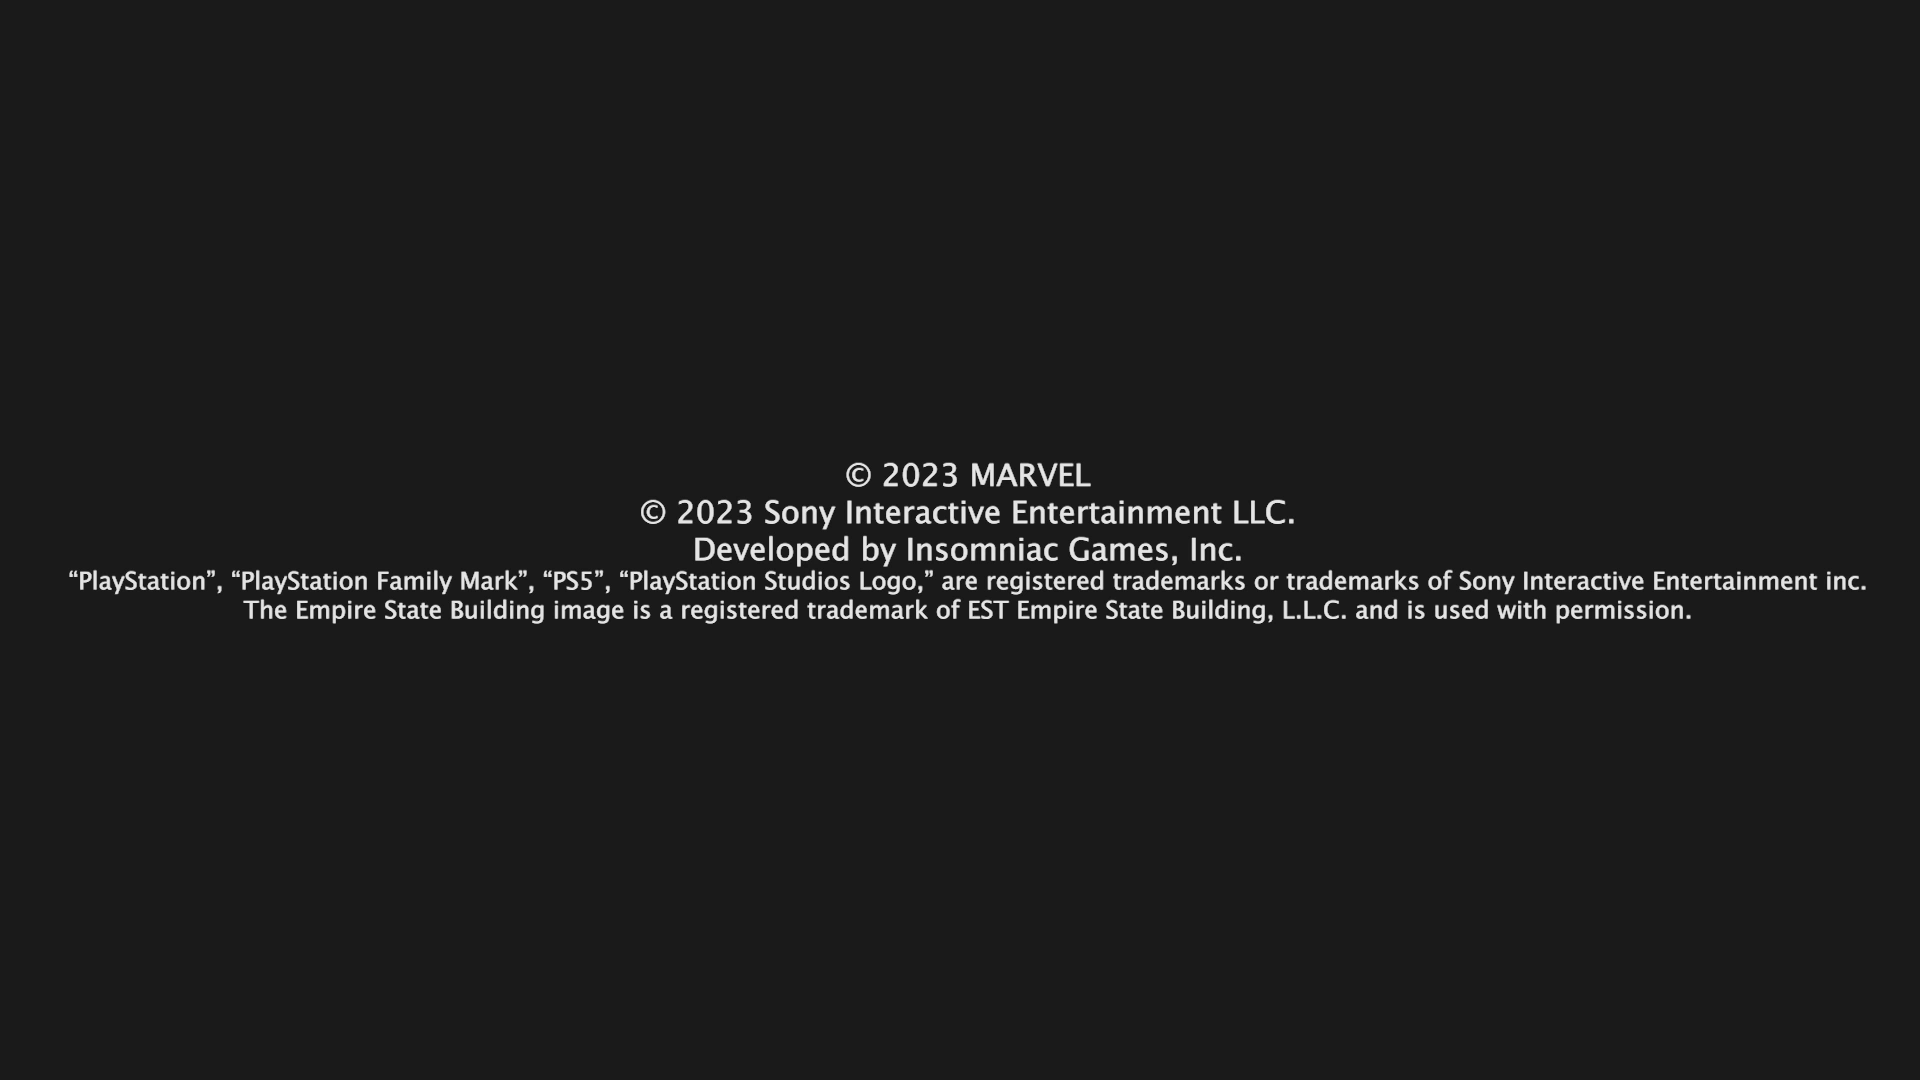 © 2023 MARVEL
© 2023 Sony Interactive Entertainment LLC.
Developed by Insomniac Games, Inc.
“PlayStation”, “PlayStation Family Mark”, “PS5”, “PlayStation Studios Logo,” are registered trademarks or trademarks of Sony Interactive Entertainment inc.
The Empire State Building image is a registered trademark of EST Empire State Building, L.L.C. and is used with permission.